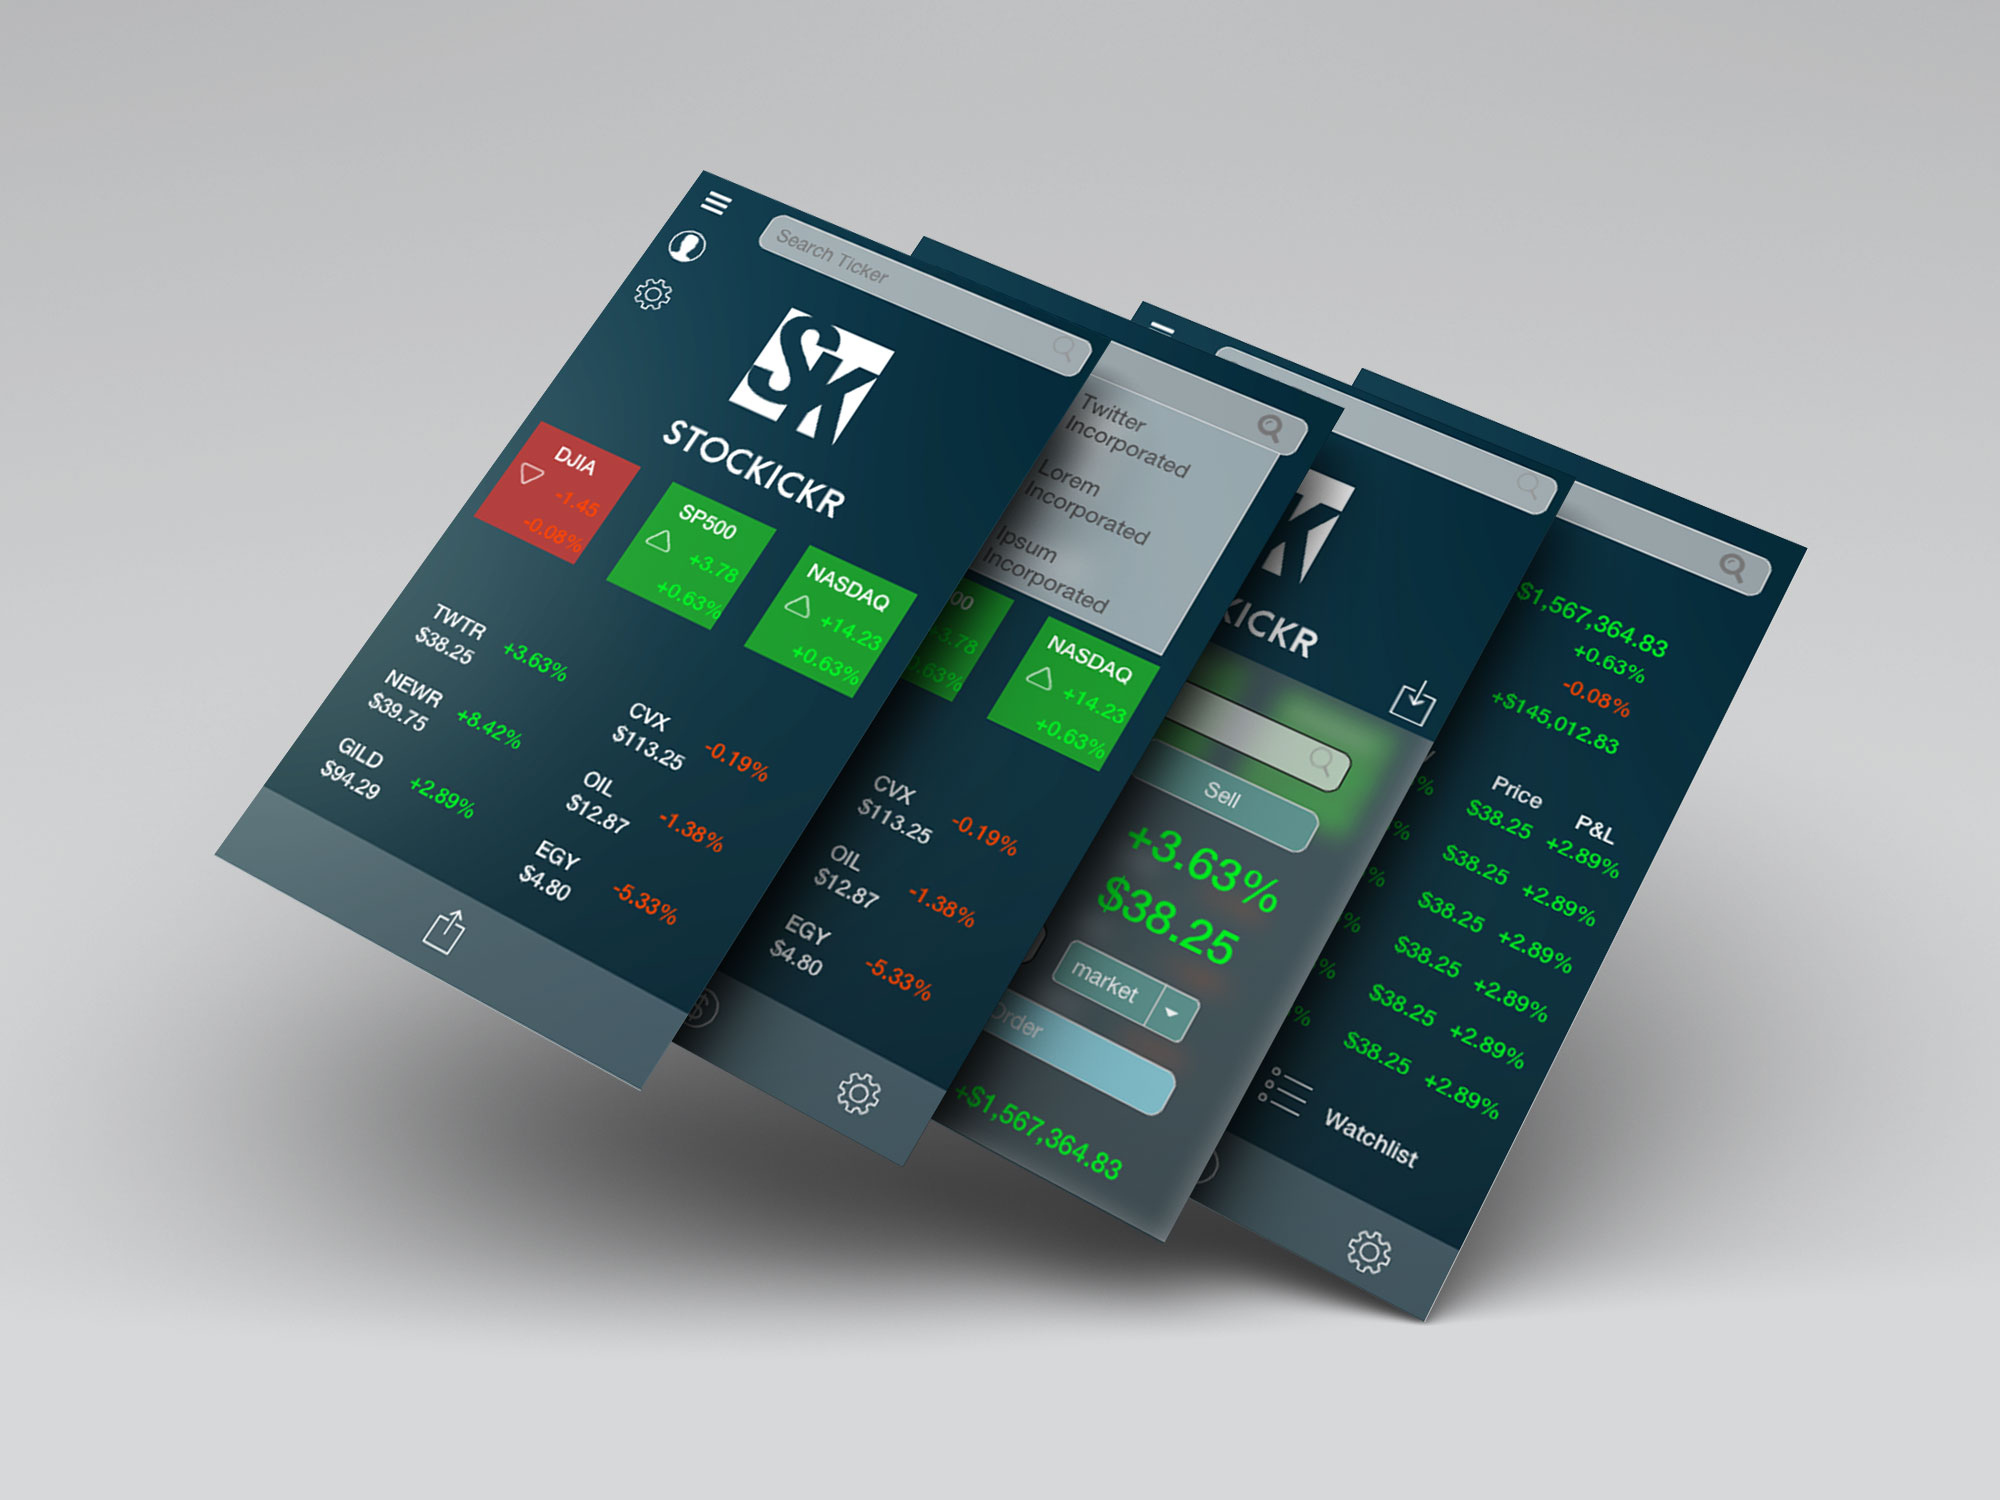 Search Ticker
SK
STOCKICKR
DJIA
-1.45
-0.08%
SP500
+3.78
+0.63%
NASDAQ
+14.23
+0.63%
TWTR
$38.25
+3.63%
NEWR
$39.75
+8.42%
GILD
$94.29
+2.89%
CVX
$113.25
-0.19%
OIL
$12.87
-1.38%
EGY
$4.80
-5.33%
Twitter
Incorporated
Lorem
Incorporated
Ipsum
Incorporated
00
+3.78
0.63%
NASDAQ
+14.23
+0.63%
CVX
$113.25
-0.19%
OIL
$12.87
-1.38%
EGY
$4.80
-5.33%
$
K
KICKR
Sell
+3.63%
$38.25
market
Order
+$1,567,364.83
$1,567,364.83
+0.63%
-0.08%
+$145,012.83
Price
P&L
% $38.25 +2.89%
% $38.25 +2.89%
% $38.25 +2.89%
% $38.25 +2.89%
% $38.25 +2.89%
% $38.25 +2.89%
Watchlist